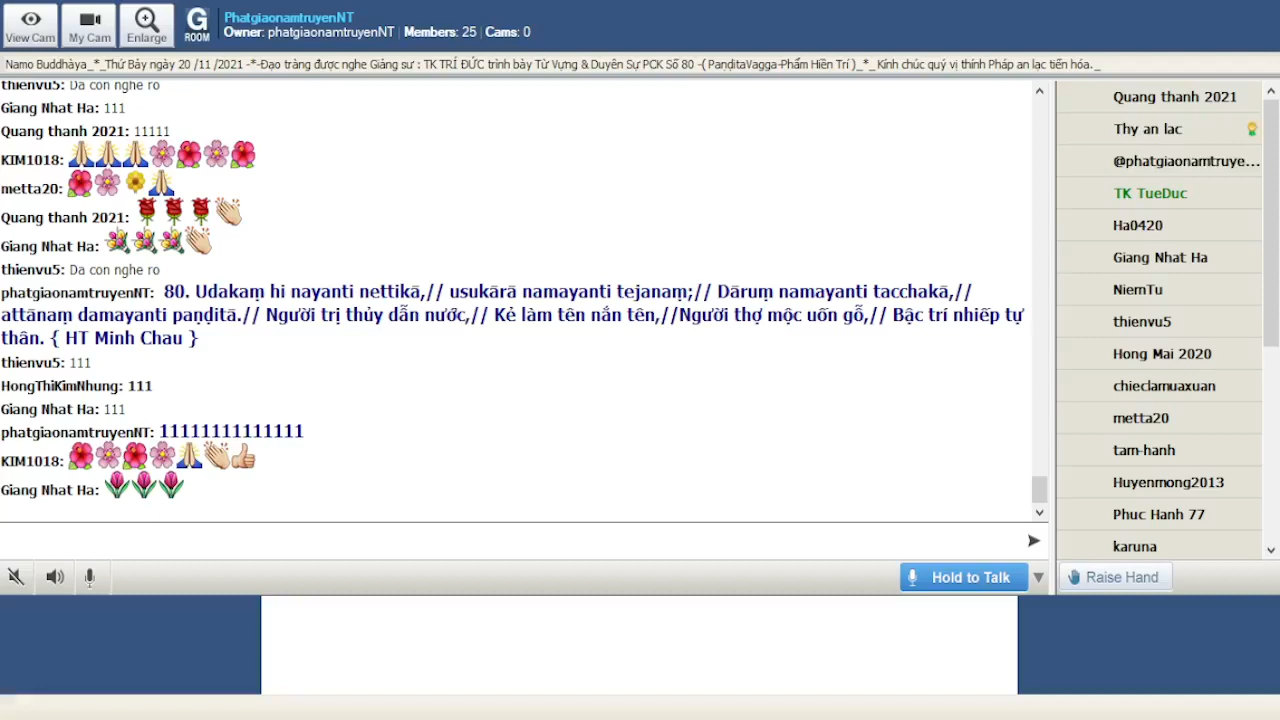 View Cam
My Cam
Enlarge
G
ROOM
PhatgiaonamtruyenNT
Owner: phatgiaonamtruyenNT | Members: 25 | Cams: 0
Namo Buddhàya_*_Thứ Bảy ngày 20 /11 /2021 -*-Đạo tràng được nghe Giảng sư : TK TRÍ ĐỨC trình bày Từ Vựng & Duyên Sự PCK Số 80 -( PaṇḍitaVagga-Phẩm Hiền Trí )_*_ Kính chúc quý vị thính Pháp an lạc tiến hóa._
thienvu5: Da con nghe ro
Giang Nhat Ha: 111
Quang thanh 2021: 11111
KIM1018:
metta20:
Quang thanh 2021:
Giang Nhat Ha:
thienvu5: Da con nghe ro
phatgiaonamtruyenNT: 80. Udakaṃ hi nayanti nettikā,// usukārā namayanti tejanaṃ;// Dāruṃ namayanti tacchakā,//
attānaṃ damayanti paṇḍitā.// Người trị thủy dẫn nước,// Kẻ làm tên nắn tên,//Người thợ mộc uốn gỗ,// Bậc trí nhiếp tự
thân. { HT Minh Chau }
thienvu5: 111
HongThiKimNhung: 111
Giang Nhat Ha: 111
phatgiaonamtruyenNT: 11111111111111
KIM1018:
Giang Nhat Ha:
Hold to Talk
Quang thanh 2021
Thy an lac
@phatgiaonamtruye...
TK TueDuc
Ha0420
Giang Nhat Ha
NiemTu
thienvu5
Hong Mai 2020
chieclamuaxuan
metta20
tam-hanh
Huyenmong2013
Phuc Hanh 77
karuna
Raise Hand